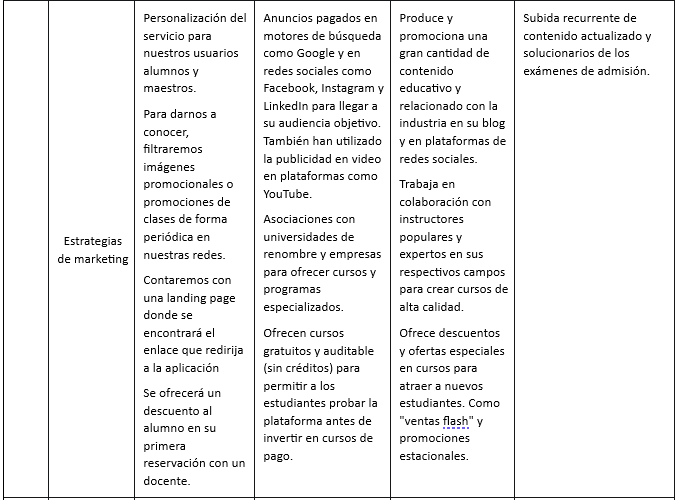 Estrategias
de marketing
Personalización del
servicio para
nuestros usuarios
alumnos y
maestros.
Para darnos a
conocer,
filtraremos
imágenes
promocionales o
promociones de
clases de forma
periódica en
nuestras redes.
Contaremos con
una landing page
donde se
encontrará el
enlace que redirija
a la aplicación
Se ofrecerá un
descuento al
alumno en su
primera
reservación con un
docente.
Anuncios pagados en
motores de búsqueda
como Google y en
redes sociales como
Facebook, Instagram y
LinkedIn para llegar a
su audiencia objetivo.
También han utilizado
la publicidad en video
en plataformas como
YouTube.
Asociaciones con
universidades de
renombre y empresas
para ofrecer cursos y
programas
especializados.
Ofrecen cursos
gratuitos y auditable
(sin créditos) para
permitir a los
estudiantes probar la
plataforma antes de
invertir en cursos de
pago.
Produce y
promociona una
gran cantidad de
contenido
educativo y
relacionado con la
industria en su blog
y en plataformas de
redes sociales.
Trabaja en
colaboración con
instructores
populares y
expertos en sus
respectivos campos
para crear cursos de
alta calidad.
Ofrece descuentos
y ofertas especiales
en cursos para
atraer a nuevos
estudiantes. Como
"ventas flash" y
promociones
estacionales.
Subida recurrente de
contenido actualizado y
solucionarios de los
exámenes de admisión.